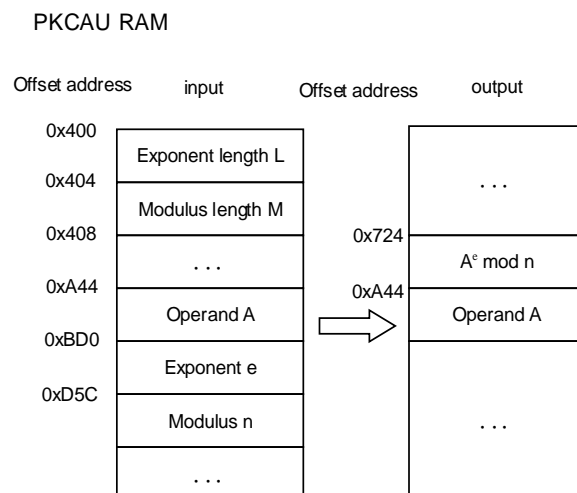 PKCAU RAM
Offset address input Offset address output
0x400
Exponent length L
0x404
Modulus length M
0x408
. . .
. . .
0x724
A^e mod n
0xA44
0xA44
Operand A
Operand A
0xBD0
Exponent e
0xD5C
Modulus n
. . .
. . .